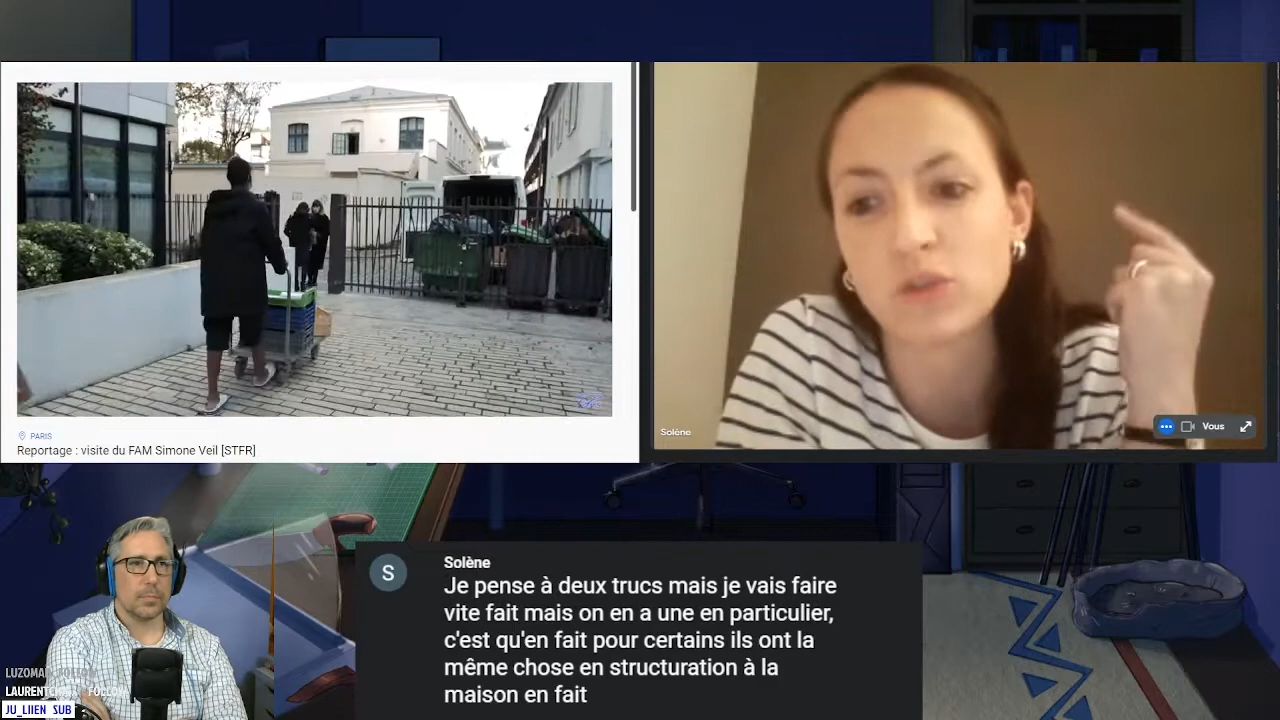 PARIS
Reportage : visite du FAM Simone Veil [STFR]
Solène
Vous
S
Solène
Je pense à deux trucs mais je vais faire
vite fait mais on en a une en particulier,
c'est qu'en fait pour certains ils ont la
même chose en structuration à la
maison en fait
JU_LIIEN SUB